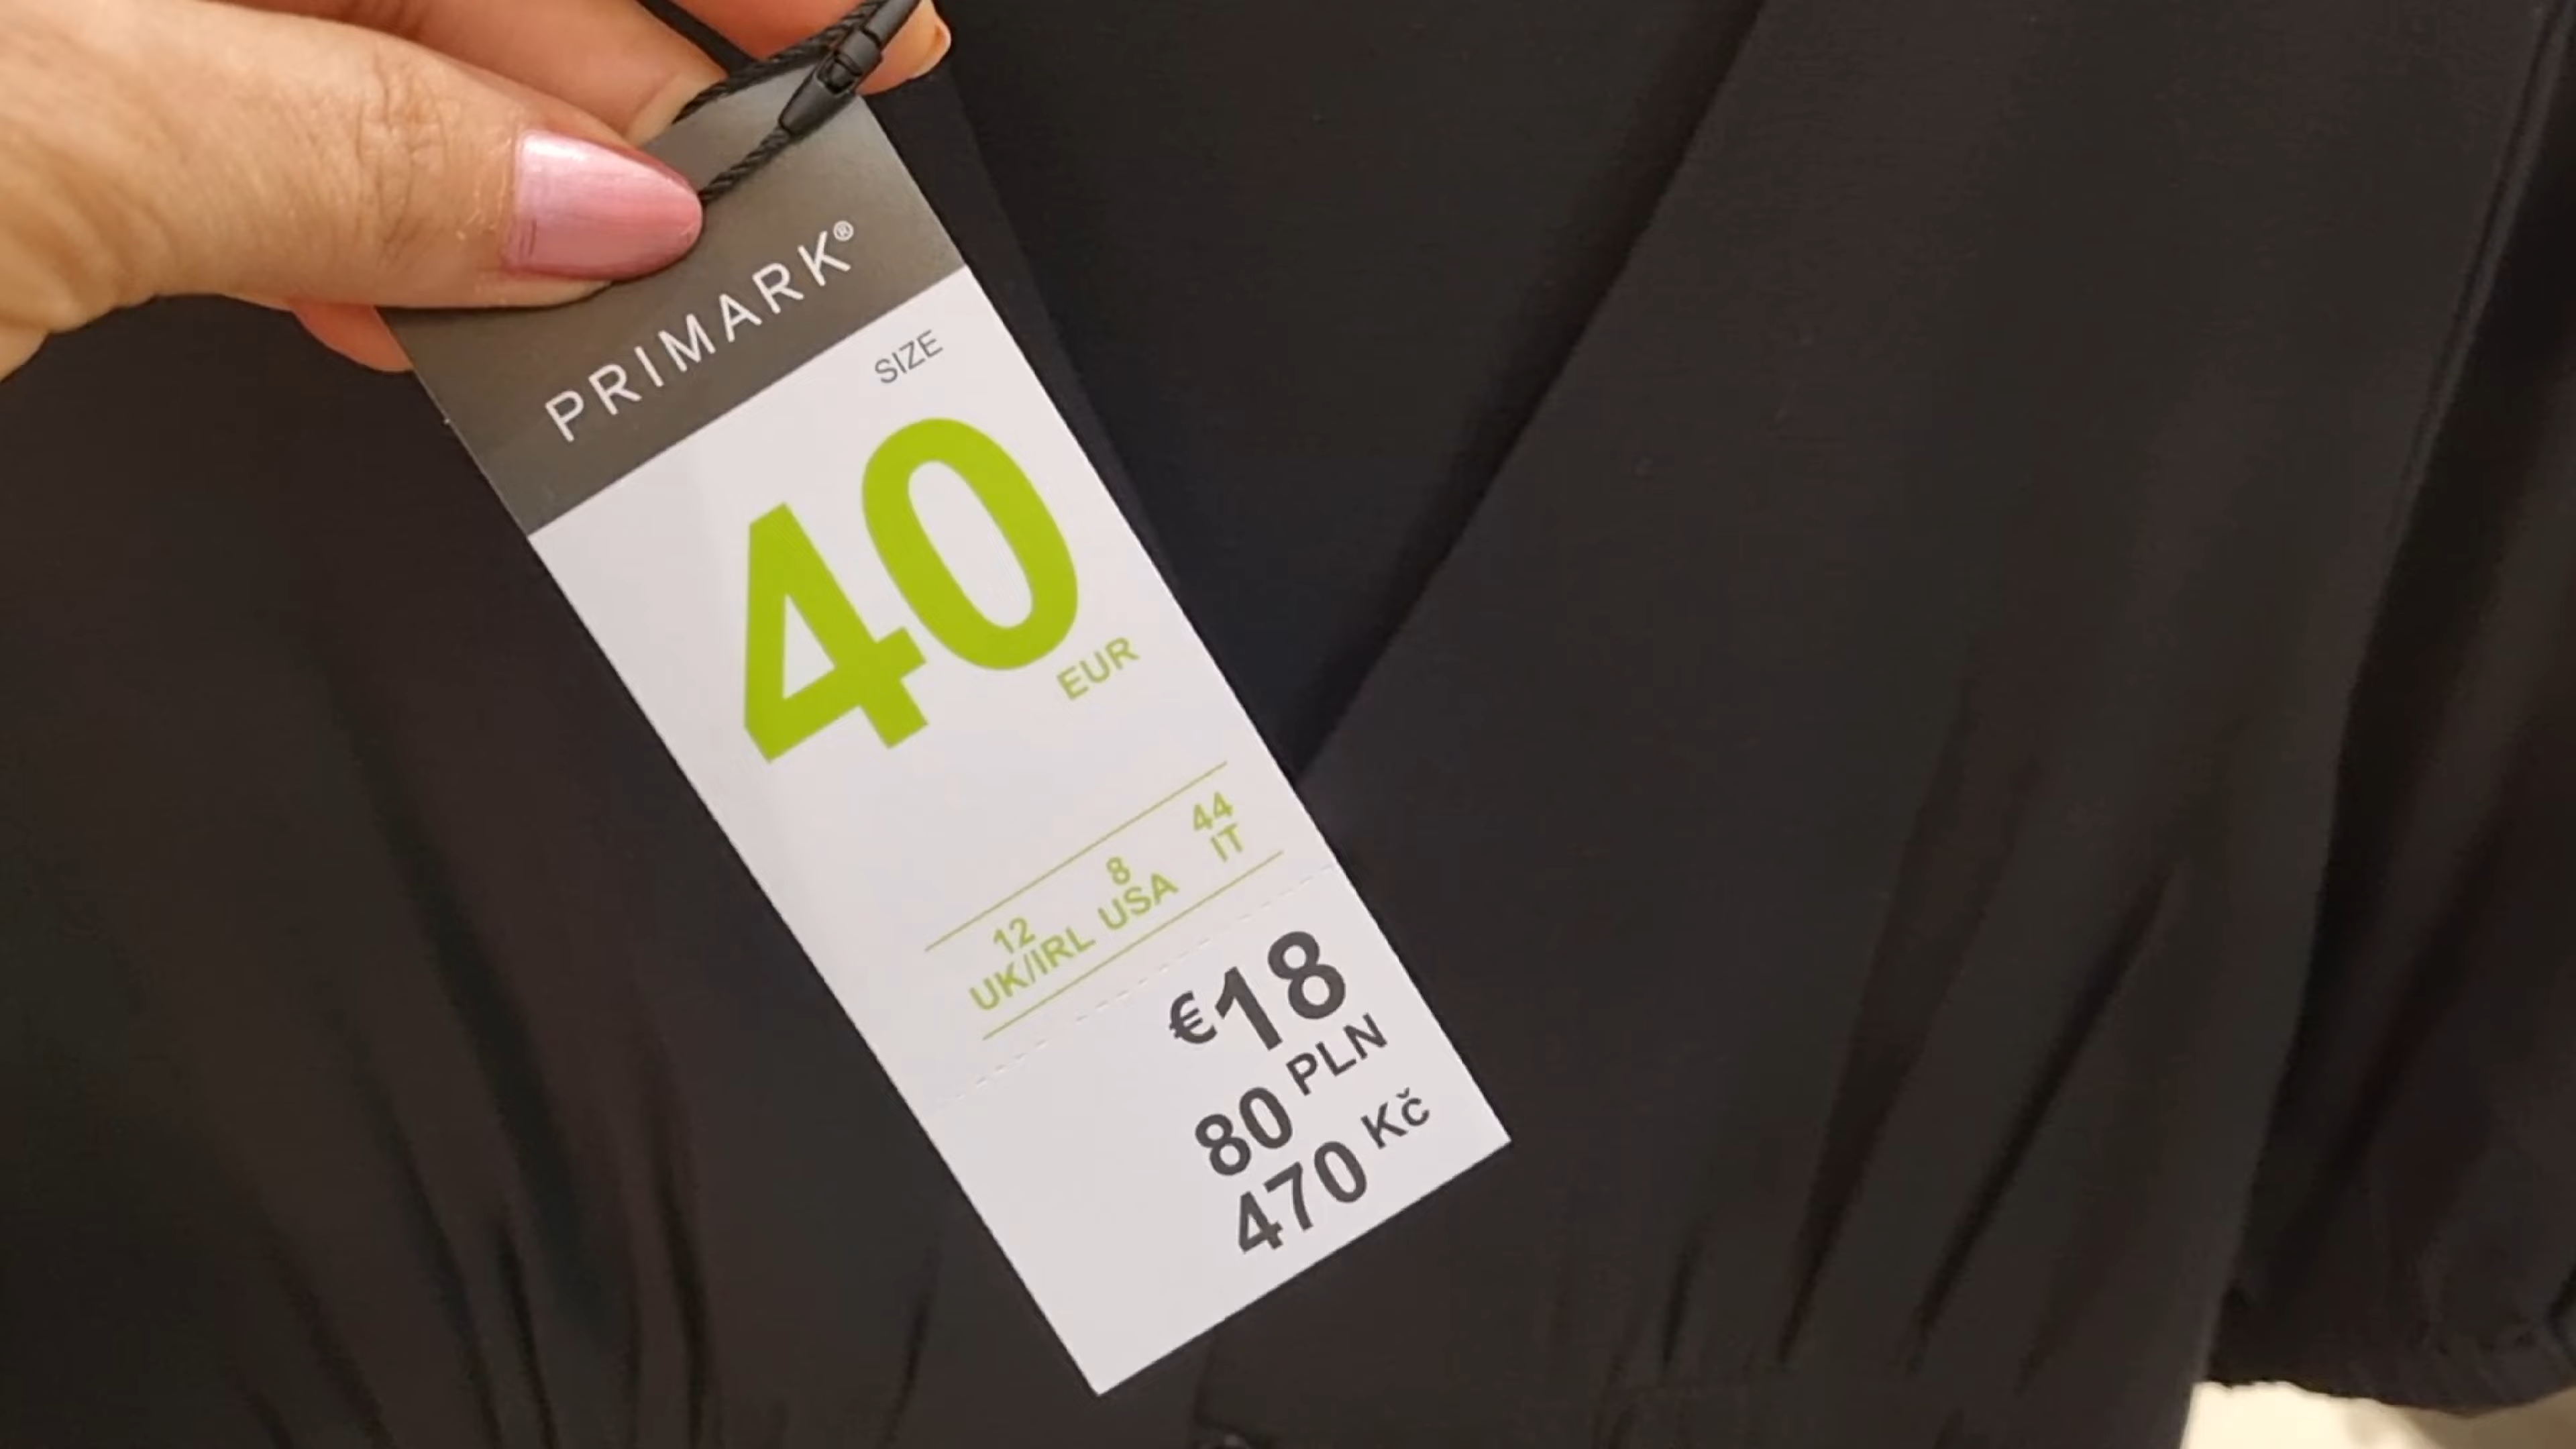 PRIMARK®
SIZE
40
EUR
12 8 44
UK/IRL USA IT
€18
80 PLN
470 Kč